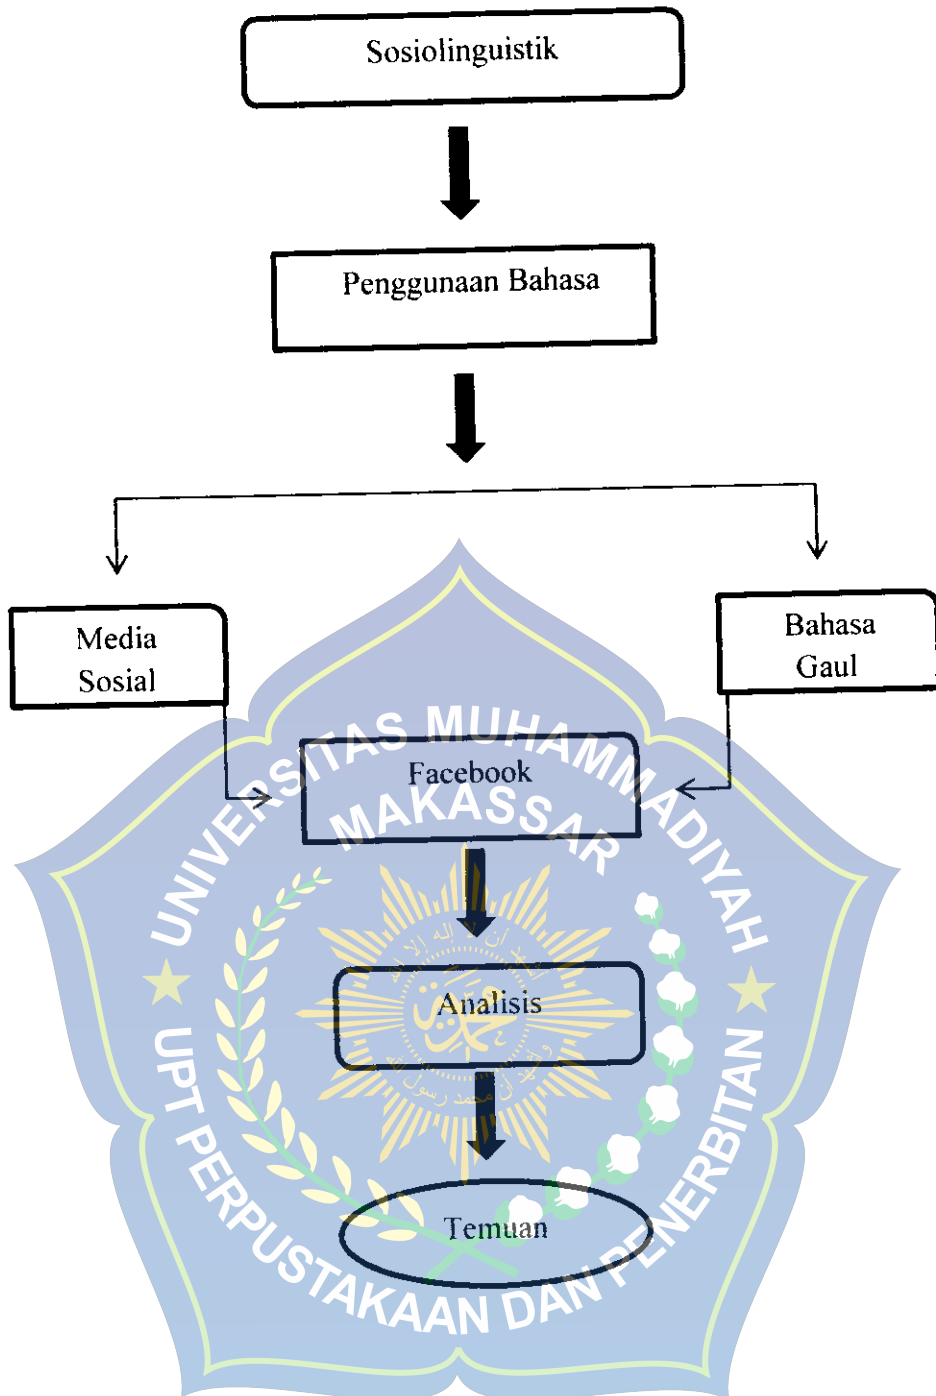 Sosiolinguistik
Penggunaan Bahasa
Media
Sosial
Bahasa
Gaul
UNIVERSITAS MUHAMMADIYAH
MAKASSAR
Facebook
Analisis
Temuan
UPT PERPUSTAKAAN DAN PENERBITAN